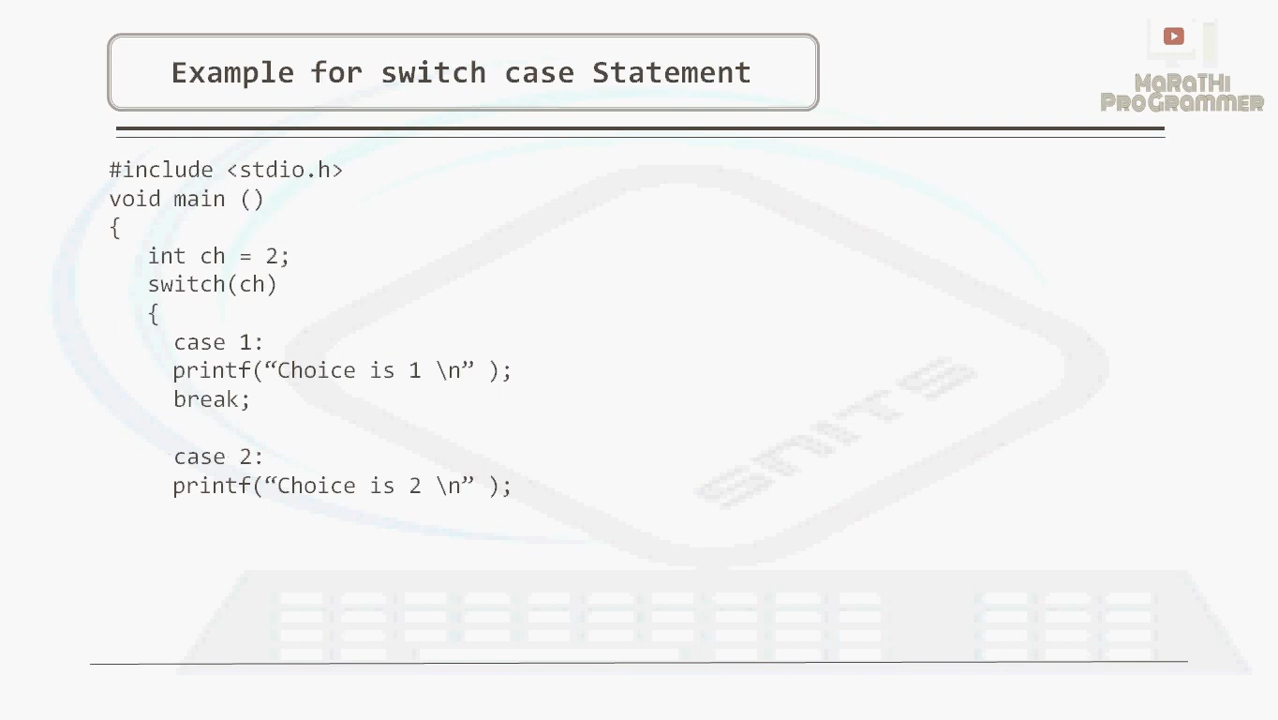 Example for switch case Statement
MaRaTHi
PROGrammer
#include <stdio.h>
void main ()
{
int ch = 2;
switch(ch)
{
case 1:
printf(“Choice is 1 \n” );
break;
case 2:
printf(“Choice is 2 \n” );
SNITS